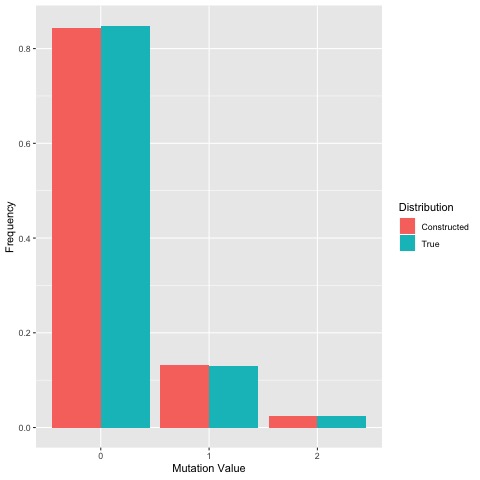 0.8
0.6
0.4
0.2
0.0
Frequency
0 1 2
Mutation Value
Distribution
Constructed
True